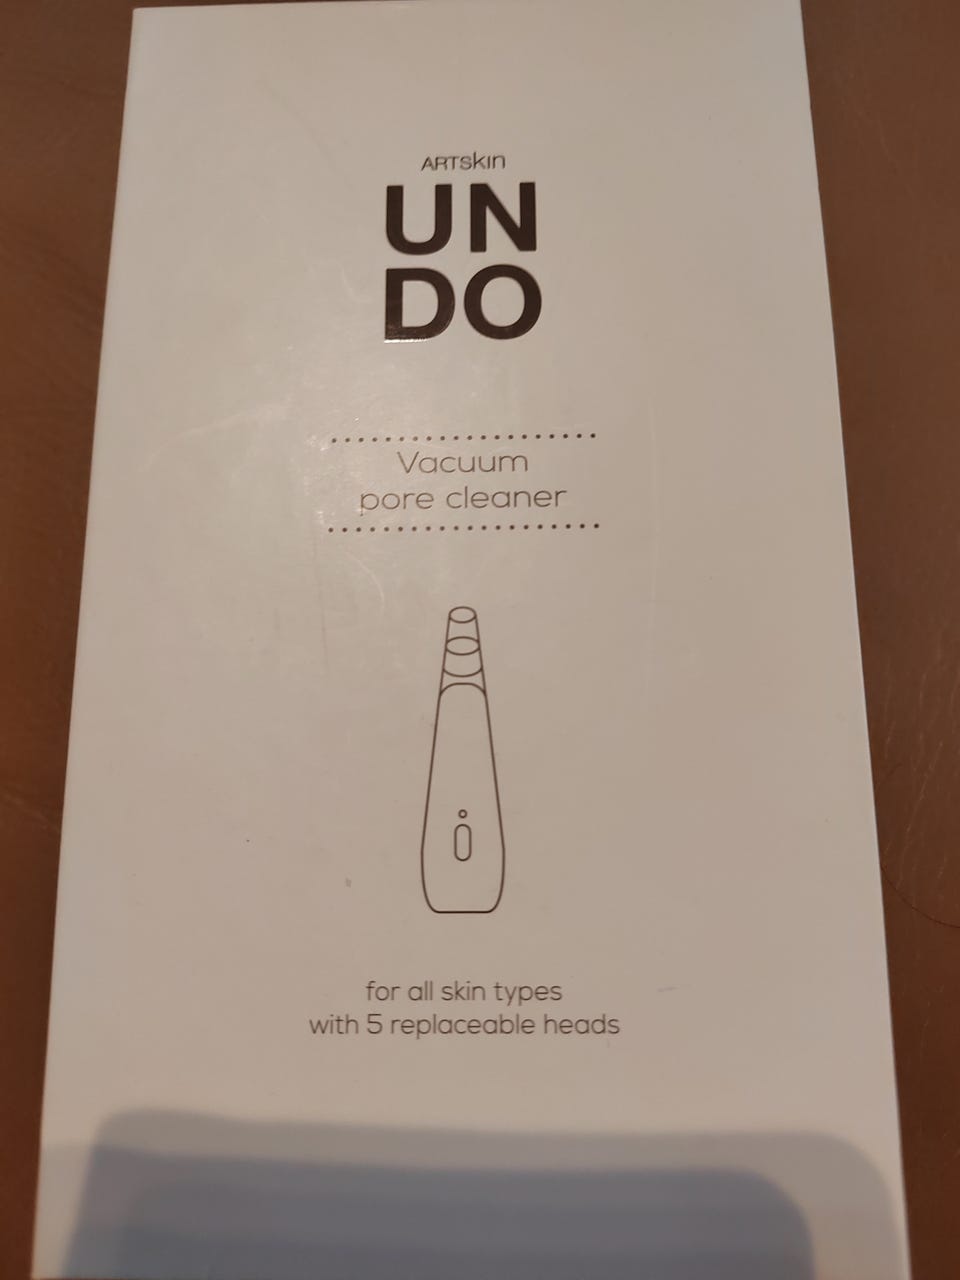 ARTSKIN
UN
DO
Vacuum
pore cleaner
for all skin types
with 5 replaceable heads